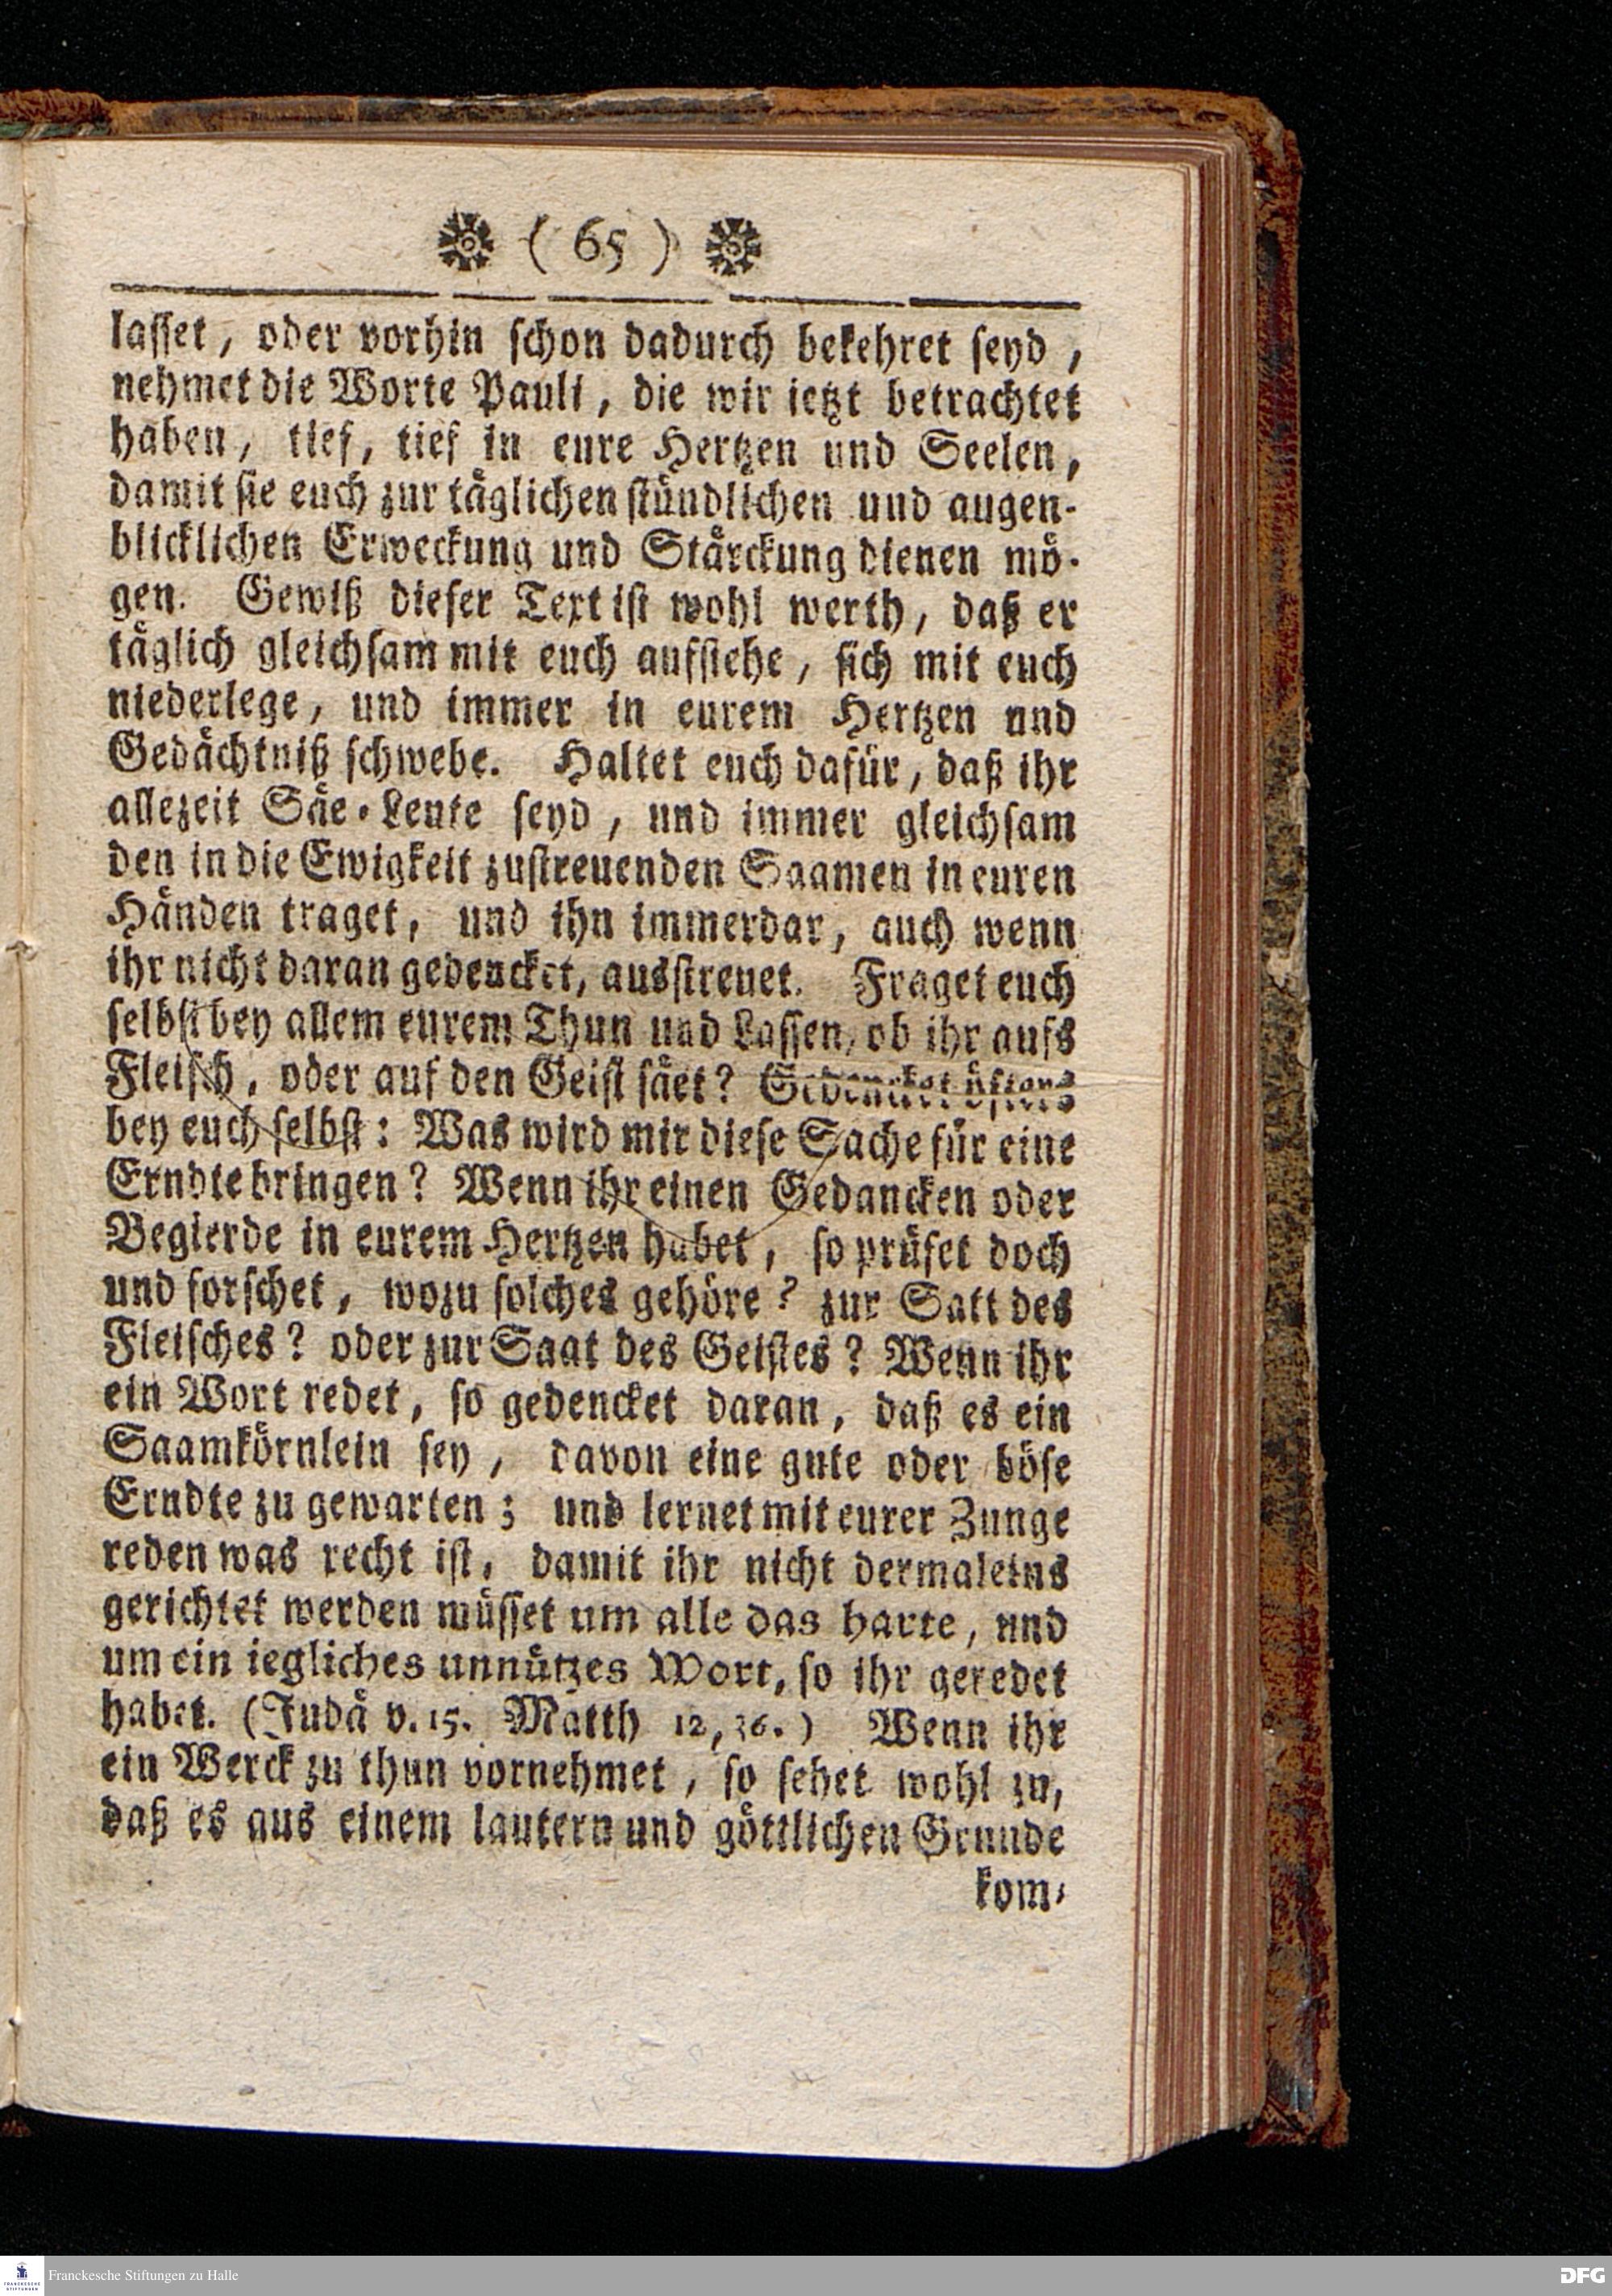 ( 65 )
lasset, oder vorhin schon dadurch bekehret seyd,
nehmet die Worte Pauli, die wir jetzt betrachtet
haben, tief, tief in eure Hertzen und Seelen,
damit sie euch zur täglichen stündlichen und augen-
blicklichen Erweckung und Stärckung dienen mö-
gen. Gewiß dieser Text ist wohl werth, daß er
täglich gleichsam mit euch aufstehe, sich mit euch
niederlege, und immer in eurem Hertzen und
Gedächtniß schwebe. Haltet euch dafür, daß ihr
allezeit Säe-Leute seyd, und immer gleichsam
den in die Ewigkeit zustreuenden Saamen in euren
Händen traget, und ihn immerdar, auch wenn
ihr nicht daran gedencket, ausstreuet. Fraget euch
selbst bey allem eurem Thun und Lassen, ob ihr aufs
Fleisch, oder auf den Geist säet? Gedencket öfters
bey euch selbst: Was wird mir diese Sache für eine
Erndte bringen? Wenn ihr einen Gedancken oder
Begierde in eurem Hertzen habet, so prüfet doch
und forschet, wozu solches gehöre? zur Satt des
Fleisches? oder zur Saat des Geistes? Wenn ihr
ein Wort redet, so gedencket daran, daß es ein
Saamkörnlein sey, davon eine gute oder böse
Erndte zu gewarten; und lernet mit eurer Zunge
reden was recht ist, damit ihr nicht dermaleins
gerichtet werden müsset um alle das harte, und
um ein iegliches unnützes Wort, so ihr geredet
habet. (Judä v. 15. Matth 12, 36.) Wenn ihr
ein Werck zu thun vornehmet, so sehet wohl zu,
daß es aus einem lautern und göttlichen Grunde
kom-
Franckesche Stiftungen zu Halle
FRANCKESCHE
STIFTUNGEN
DFG